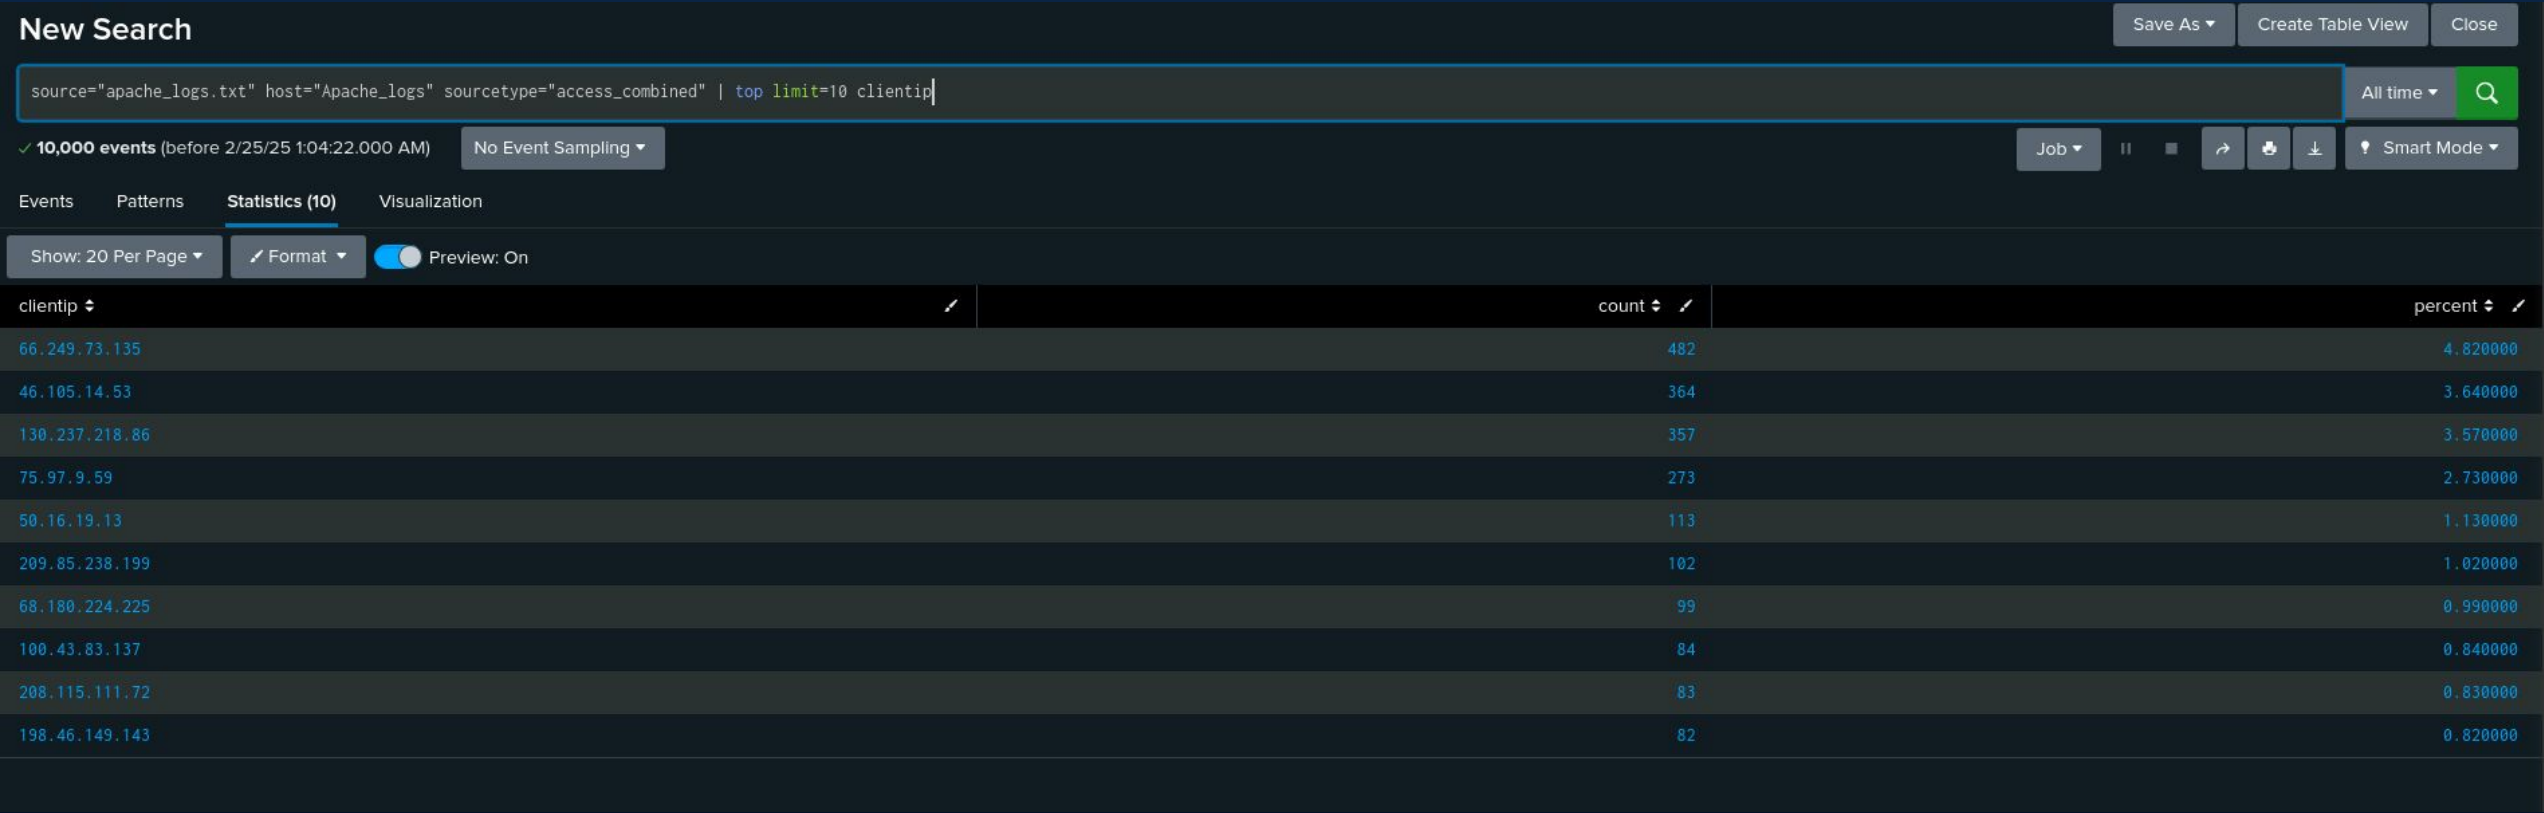 New Search
Save As Create Table View Close
source="apache_logs.txt" host="Apache_logs" sourcetype="access_combined" | top limit=10 clientip
All time
10,000 events (before 2/25/25 1:04:22.000 AM) No Event Sampling
Job Smart Mode
Events Patterns Statistics (10) Visualization
Show: 20 Per Page Format Preview: On
clientip count percent
66.249.73.135 482 4.820000
46.105.14.53 364 3.640000
130.237.218.86 357 3.570000
75.97.9.59 273 2.730000
50.16.19.13 113 1.130000
209.85.238.199 102 1.020000
68.180.224.225 99 0.990000
100.43.83.137 84 0.840000
208.115.111.72 83 0.830000
198.46.149.143 82 0.820000